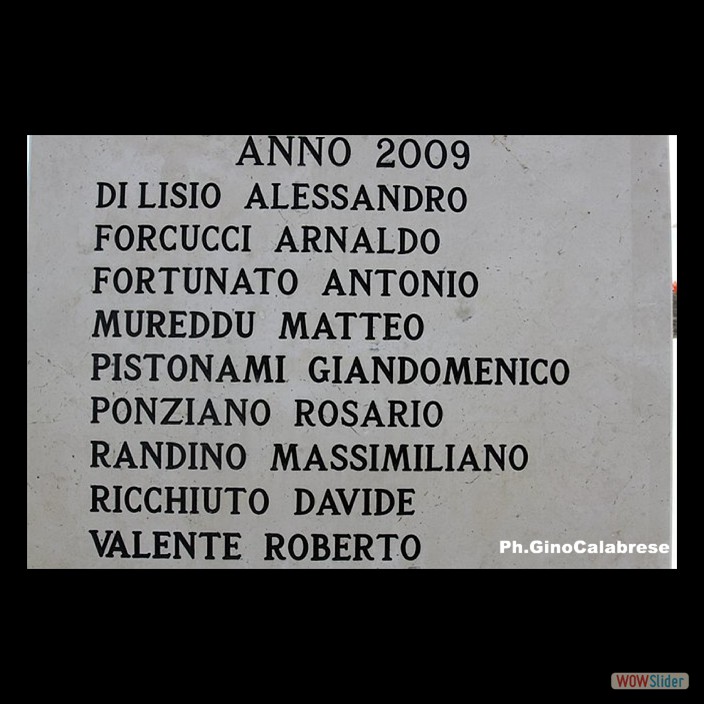 ANNO 2009
DI LISIO ALESSANDRO
FORCUCCI ARNALDO
FORTUNATO ANTONIO
MUREDDU MATTEO
PISTONAMI GIANDOMENICO
PONZIANO ROSARIO
RANDINO MASSIMILIANO
RICCHIUTO DAVIDE
VALENTE ROBERTO
Ph.GinoCalabrese
WOWSlider